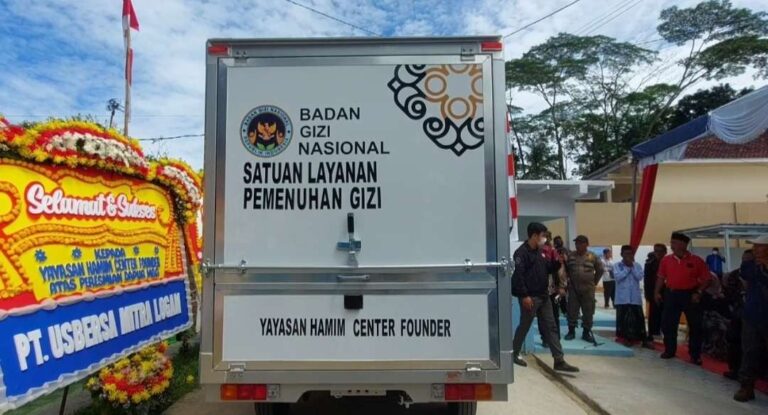 Selamat & Sukses
KEPADA
YAYASAN HAMIM CENTER FOUNDER
ATAS PERESMIAN DAPUR MBG
PT. USBERSA MITRA LOGAM
BADAN
GIZI
NASIONAL
SATUAN LAYANAN
PEMENUHAN GIZI
YAYASAN HAMIM CENTER FOUNDER